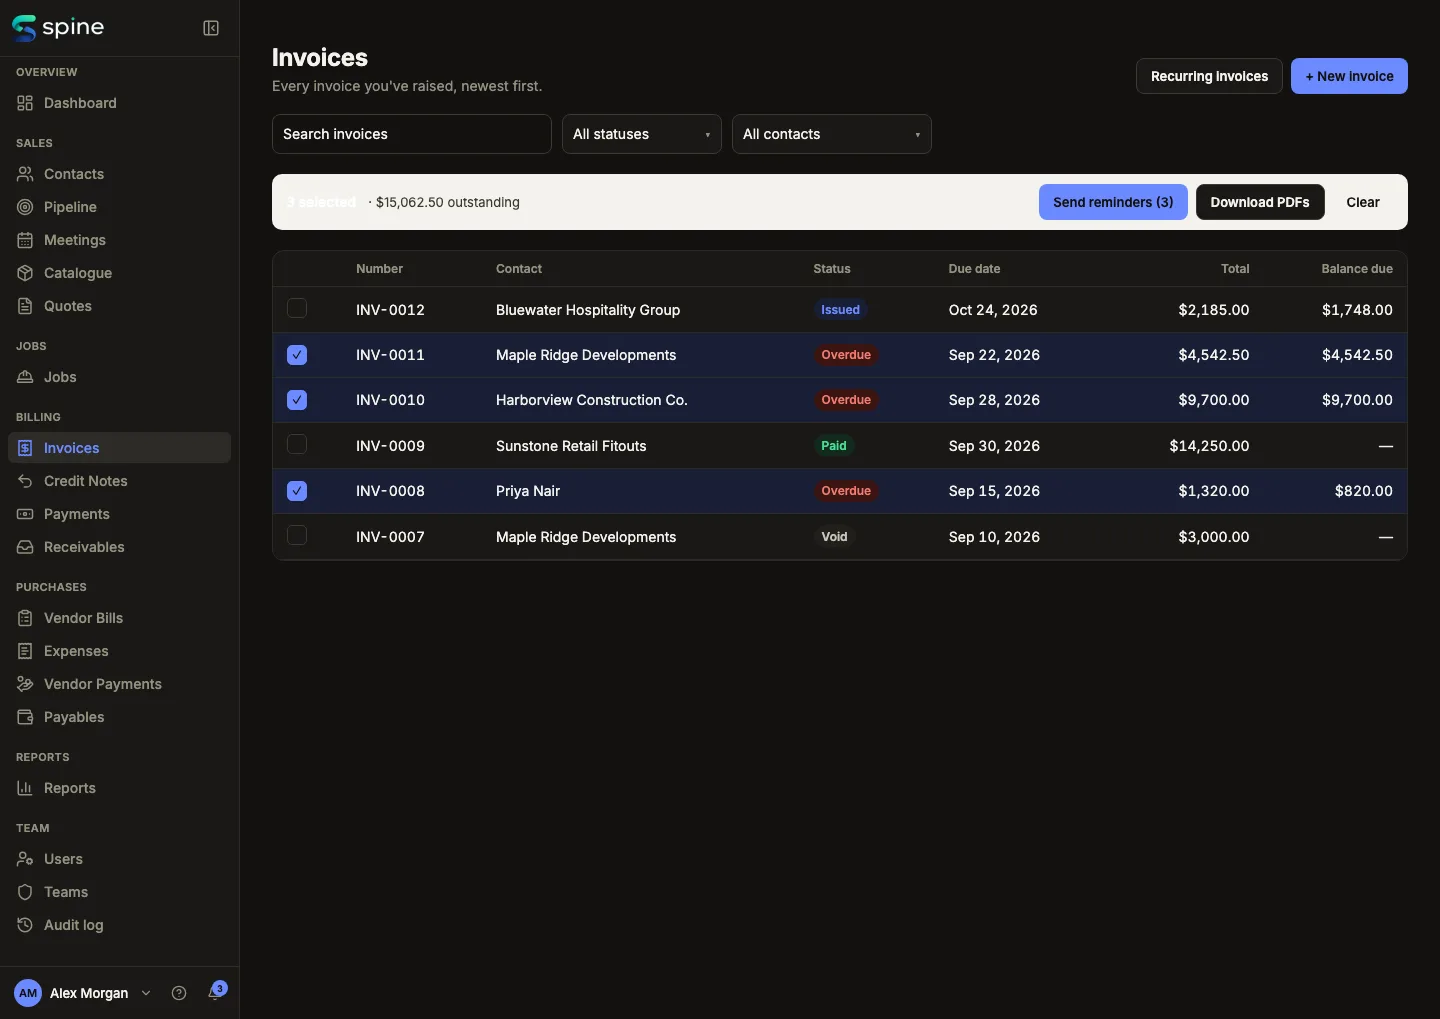 spine
OVERVIEW
Dashboard
SALES
Contacts
Pipeline
Meetings
Catalogue
Quotes
JOBS
Jobs
BILLING
Invoices
Credit Notes
Payments
Receivables
PURCHASES
Vendor Bills
Expenses
Vendor Payments
Payables
REPORTS
Reports
TEAM
Users
Teams
Audit log
AM Alex Morgan 3
Invoices
Every invoice you've raised, newest first.
Recurring invoices + New invoice
Search invoices All statuses All contacts
3 selected · $15,062.50 outstanding Send reminders (3) Download PDFs Clear
Number Contact Status Due date Total Balance due
INV-0012 Bluewater Hospitality Group Issued Oct 24, 2026 $2,185.00 $1,748.00
INV-0011 Maple Ridge Developments Overdue Sep 22, 2026 $4,542.50 $4,542.50
INV-0010 Harborview Construction Co. Overdue Sep 28, 2026 $9,700.00 $9,700.00
INV-0009 Sunstone Retail Fitouts Paid Sep 30, 2026 $14,250.00 —
INV-0008 Priya Nair Overdue Sep 15, 2026 $1,320.00 $820.00
INV-0007 Maple Ridge Developments Void Sep 10, 2026 $3,000.00 —